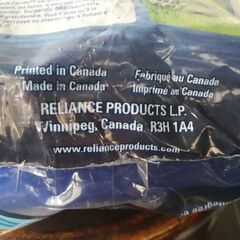 Printed in Canada
Made in Canada
Fabriqué au Canada
Imprimé au Canada
RELIANCE PRODUCTS L.P.
Winnipeg, Canada R3H 1A4
www.relianceproducts.com